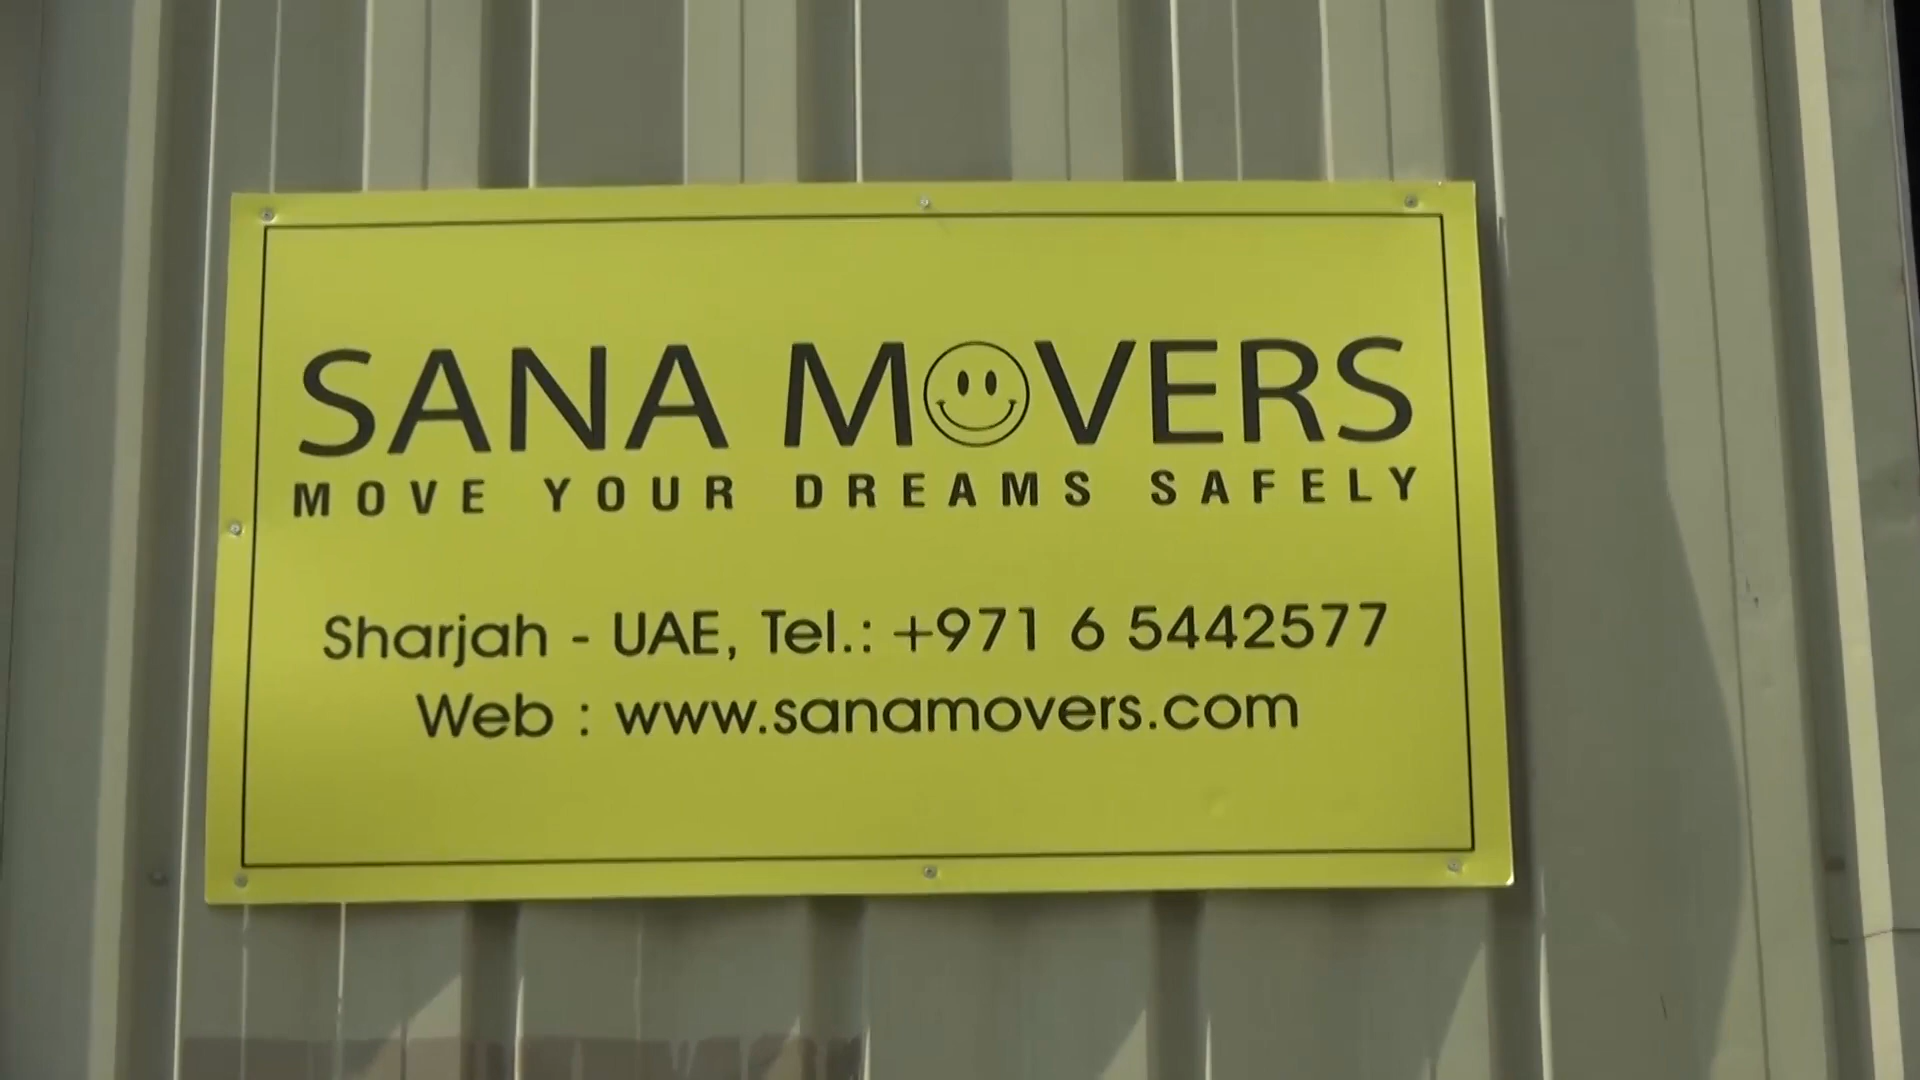 SANA MOVERS
MOVE YOUR DREAMS SAFELY
Sharjah - UAE, Tel.: +971 6 5442577
Web : www.sanamovers.com